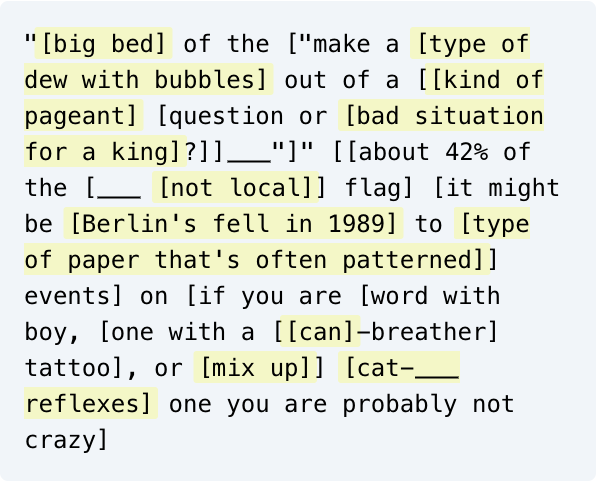 "[big bed] of the ["make a [type of
dew with bubbles] out of a [[kind of
pageant] [question or [bad situation
for a king]?]]___"]" [[about 42% of
the [___ [not local]] flag] [it might
be [Berlin's fell in 1989] to [type
of paper that's often patterned]]
events] on [if you are [word with
boy, [one with a [[can]-breather]
tattoo], or [mix up]] [cat-___
reflexes] one you are probably not
crazy]